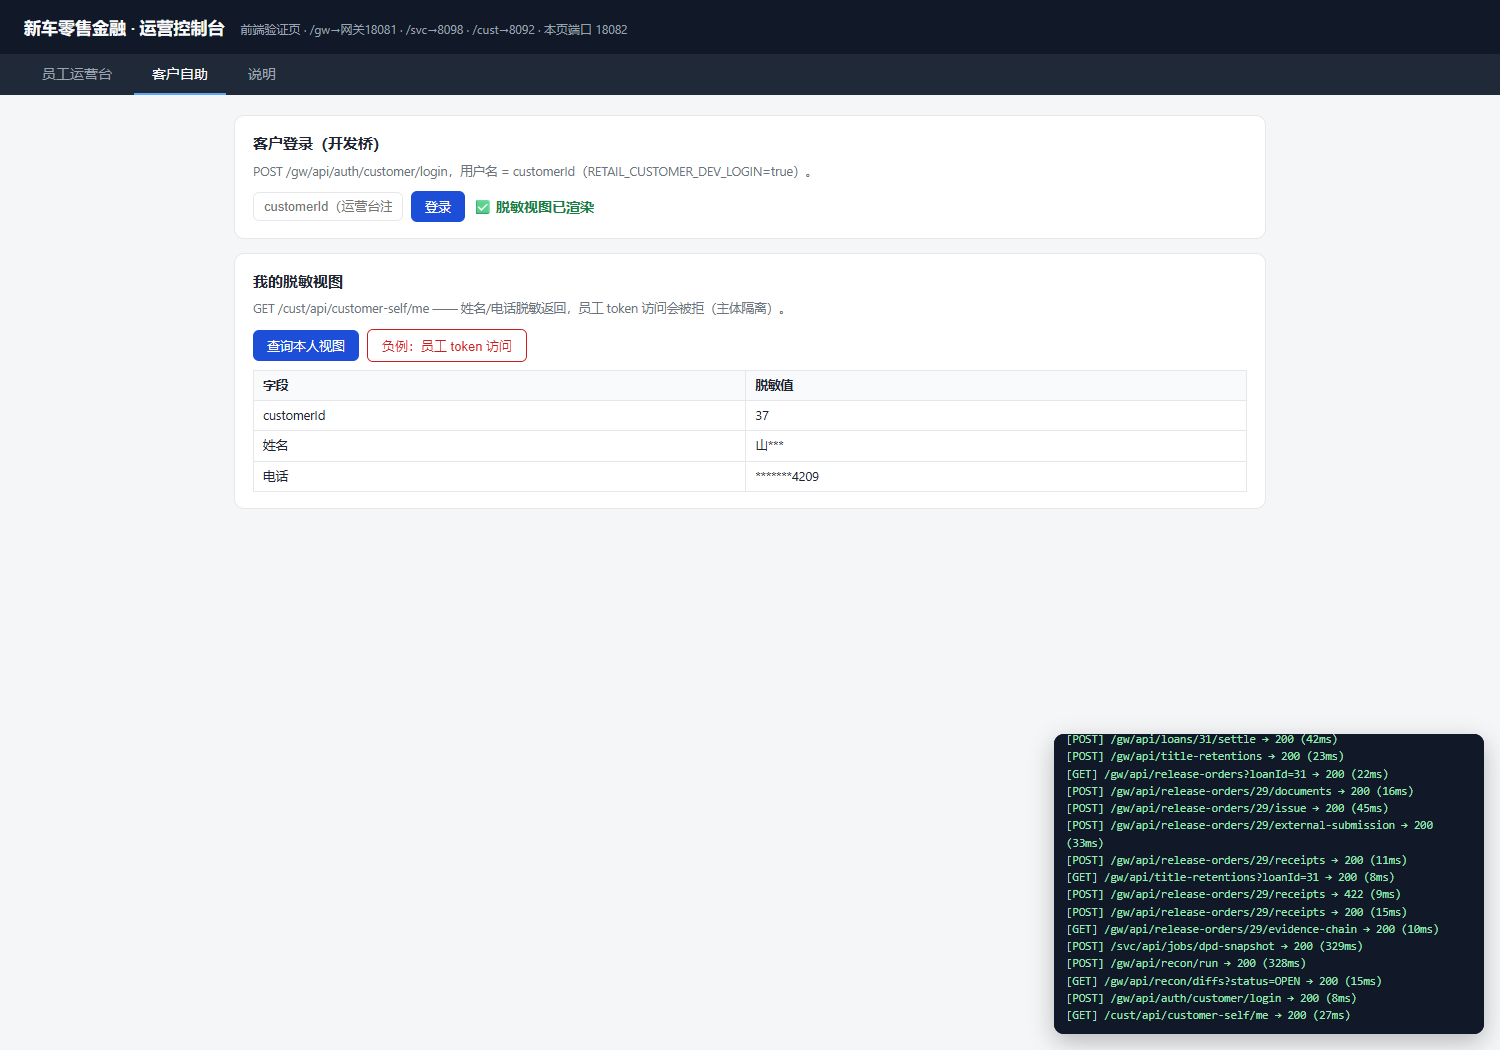 新车零售金融 · 运营控制台
前端验证页 · /gw→网关18081 · /svc→8098 · /cust→8092 · 本页端口 18082
员工运营台
客户自助
说明
客户登录（开发桥）
POST /gw/api/auth/customer/login，用户名 = customerId（RETAIL_CUSTOMER_DEV_LOGIN=true）。
customerId（运营台注
登录
✅ 脱敏视图已渲染
我的脱敏视图
GET /cust/api/customer-self/me —— 姓名/电话脱敏返回，员工 token 访问会被拒（主体隔离）。
查询本人视图
负例：员工 token 访问
字段 脱敏值
customerId 37
姓名 山***
电话 *******4209
[POST] /gw/api/loans/31/settle → 200 (42ms)
[POST] /gw/api/title-retentions → 200 (23ms)
[GET] /gw/api/release-orders?loanId=31 → 200 (22ms)
[POST] /gw/api/release-orders/29/documents → 200 (16ms)
[POST] /gw/api/release-orders/29/issue → 200 (45ms)
[POST] /gw/api/release-orders/29/external-submission → 200
(33ms)
[POST] /gw/api/release-orders/29/receipts → 200 (11ms)
[GET] /gw/api/title-retentions?loanId=31 → 200 (8ms)
[POST] /gw/api/release-orders/29/receipts → 422 (9ms)
[POST] /gw/api/release-orders/29/receipts → 200 (15ms)
[GET] /gw/api/release-orders/29/evidence-chain → 200 (10ms)
[POST] /svc/api/jobs/dpd-snapshot → 200 (329ms)
[POST] /gw/api/recon/run → 200 (328ms)
[GET] /gw/api/recon/diffs?status=OPEN → 200 (15ms)
[POST] /gw/api/auth/customer/login → 200 (8ms)
[GET] /cust/api/customer-self/me → 200 (27ms)